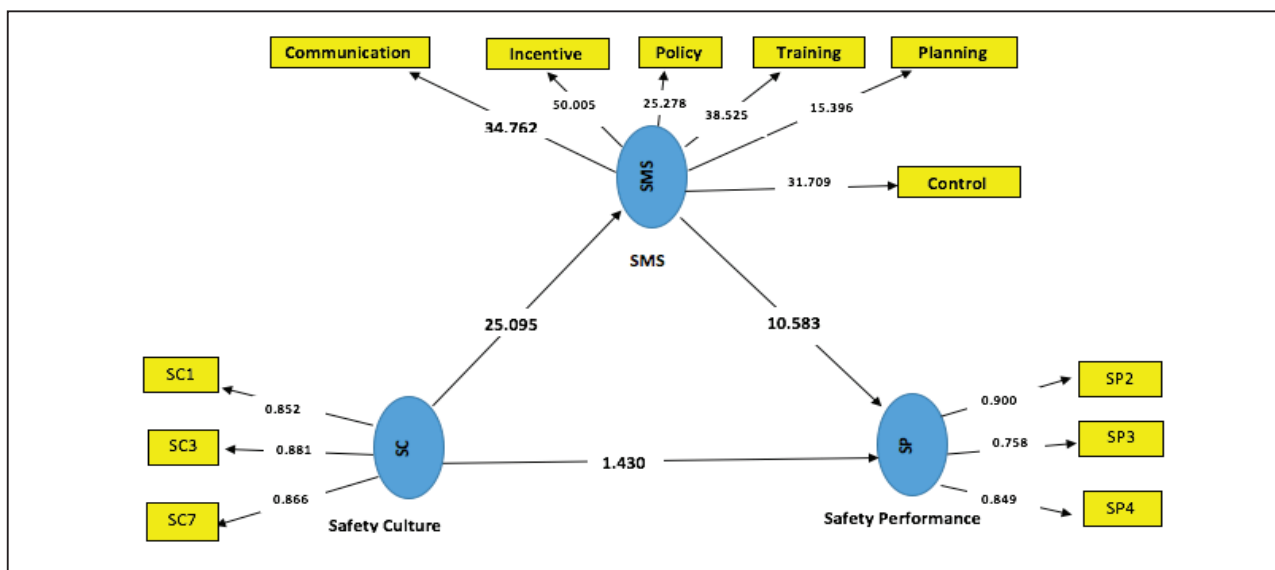 Communication
Incentive
Policy
Training
Planning
50.005
25.278
38.525
15.396
34.762
SMS
31.709
Control
SMS
25.095
10.583
SC1
0.852
SC3
0.881
SC
SC7
0.866
Safety Culture
1.430
SP
SP2
0.900
SP3
0.758
SP4
0.849
Safety Performance